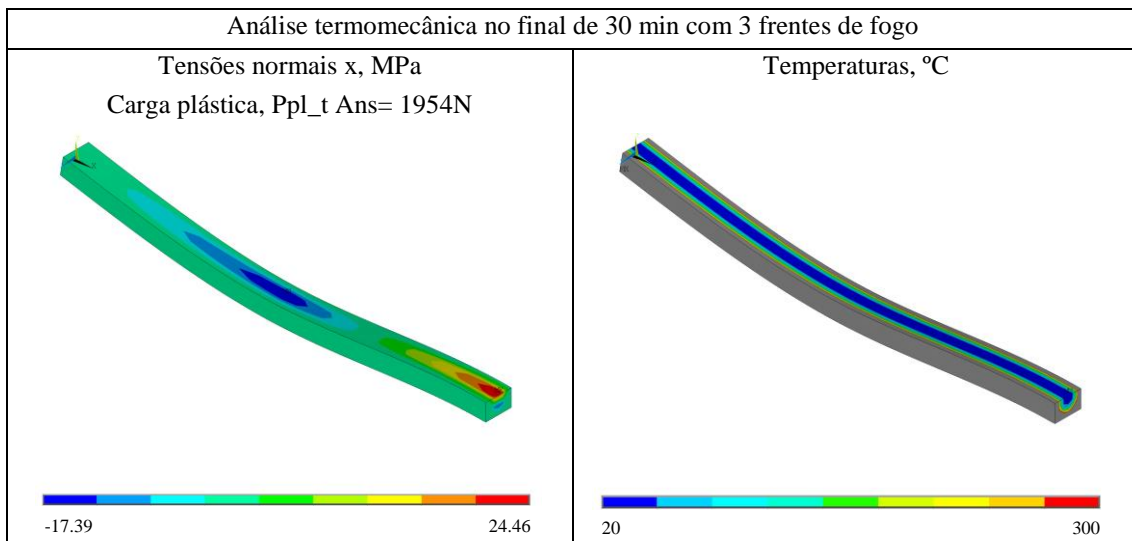 Análise termomecânica no final de 30 min com 3 frentes de fogo
Tensões normais x, MPa
Carga plástica, Ppl_t Ans= 1954N
Temperaturas, ºC
-17.39
24.46
20
300